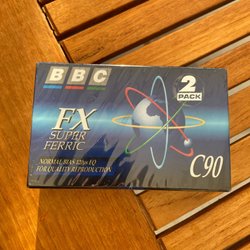 BBC
2
PACK
FX
SUPER
FERRIC
NORMAL BIAS 120µs EQ
FOR QUALITY REPRODUCTION
C90